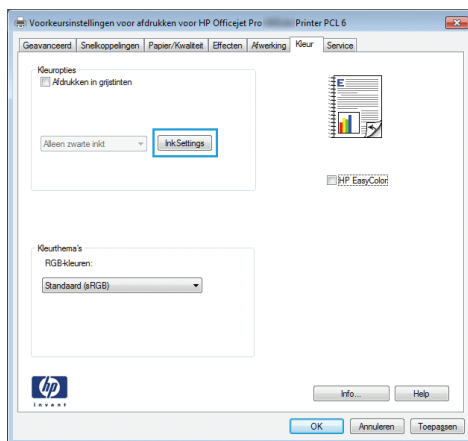 Voorkeursinstellingen voor afdrukken voor HP Officejet Pro Printer PCL 6
Geavanceerd Snelkoppelingen Papier/Kwaliteit Effecten Afwerking Kleur Service
Kleuropties
Afdrukken in grijstinten
Alleen zwarte inkt
InkSettings
E
HP EasyColor
Kleurthema's
RGB-kleuren:
Standaard (sRGB)
hp
invent
Info...
Help
OK
Annuleren
Toepassen